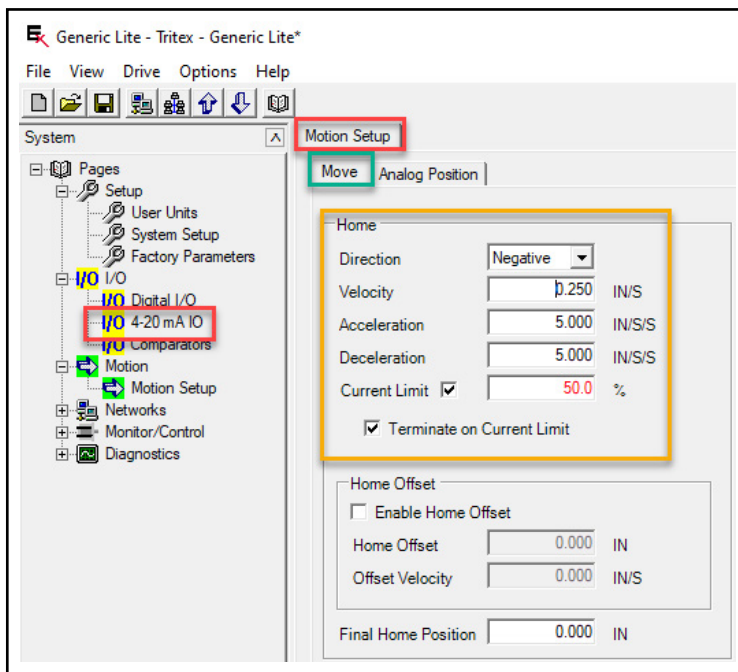 Generic Lite - Tritex - Generic Lite*
File View Drive Options Help
System
Pages
Setup
User Units
System Setup
Factory Parameters
I/O I/O
I/O Digital I/O
I/O 4-20 mA IO
I/O Comparators
Motion
Motion Setup
Networks
Monitor/Control
Diagnostics
Motion Setup
Move Analog Position
Home
Direction Negative
Velocity 0.250 IN/S
Acceleration 5.000 IN/S/S
Deceleration 5.000 IN/S/S
Current Limit 50.0 %
Terminate on Current Limit
Home Offset
Enable Home Offset
Home Offset 0.000 IN
Offset Velocity 0.000 IN/S
Final Home Position 0.000 IN